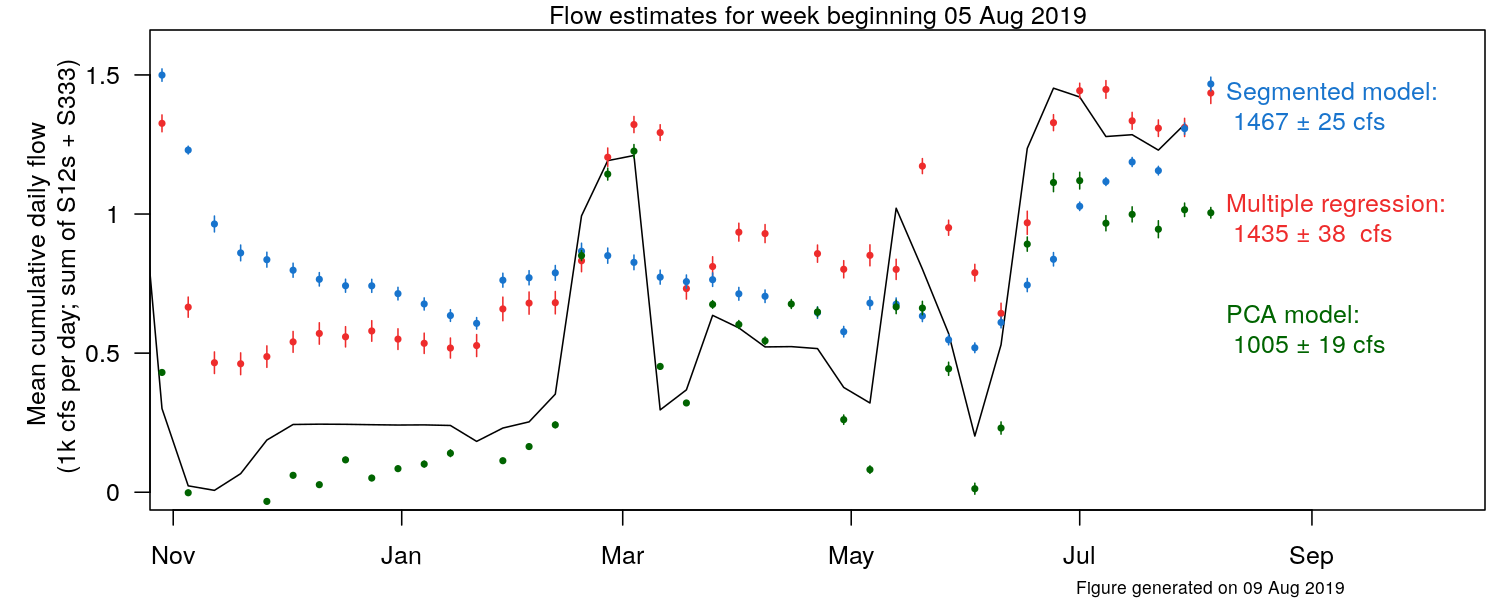 Flow estimates for week beginning 05 Aug 2019
Mean cumulative daily flow
(1k cfs per day; sum of S12s + S333)
1.5
1
0.5
0
Segmented model:
1467 ± 25 cfs
Multiple regression:
1435 ± 38 cfs
PCA model:
1005 ± 19 cfs
Nov Jan Mar May Jul Sep
Figure generated on 09 Aug 2019